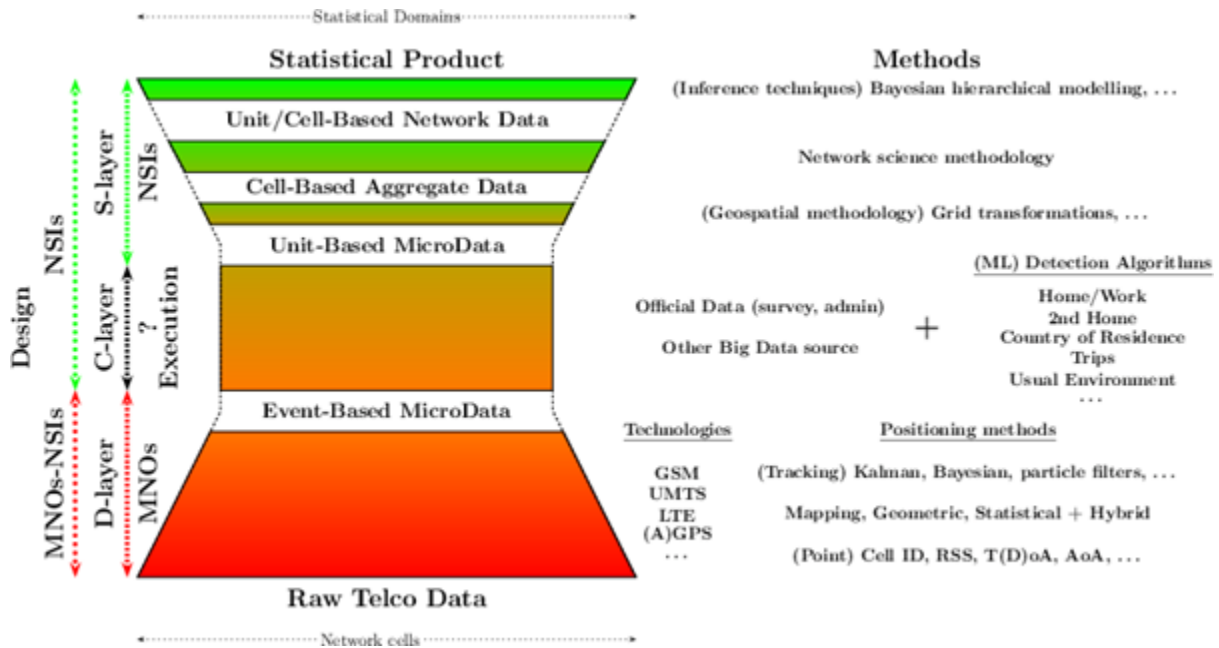 Statistical Domains
Statistical Product
Methods
(Inference techniques) Bayesian hierarchical modelling, ...
Unit/Cell-Based Network Data
Network science methodology
Cell-Based Aggregate Data
(Geospatial methodology) Grid transformations, ...
Unit-Based MicroData
(ML) Detection Algorithms
Official Data (survey, admin)
Other Big Data source
+
Home/Work
2nd Home
Country of Residence
Trips
Usual Environment
...
Event-Based MicroData
Technologies
GSM
UMTS
LTE
(A)GPS
...
Positioning methods
(Tracking) Kalman, Bayesian, particle filters, ...
Mapping, Geometric, Statistical + Hybrid
(Point) Cell ID, RSS, T(D)oA, AoA, ...
Raw Telco Data
Network cells
Design
NSIs
MNOs-NSIs
S-layer
C-layer
D-layer
NSIs
?
Execution
MNOs